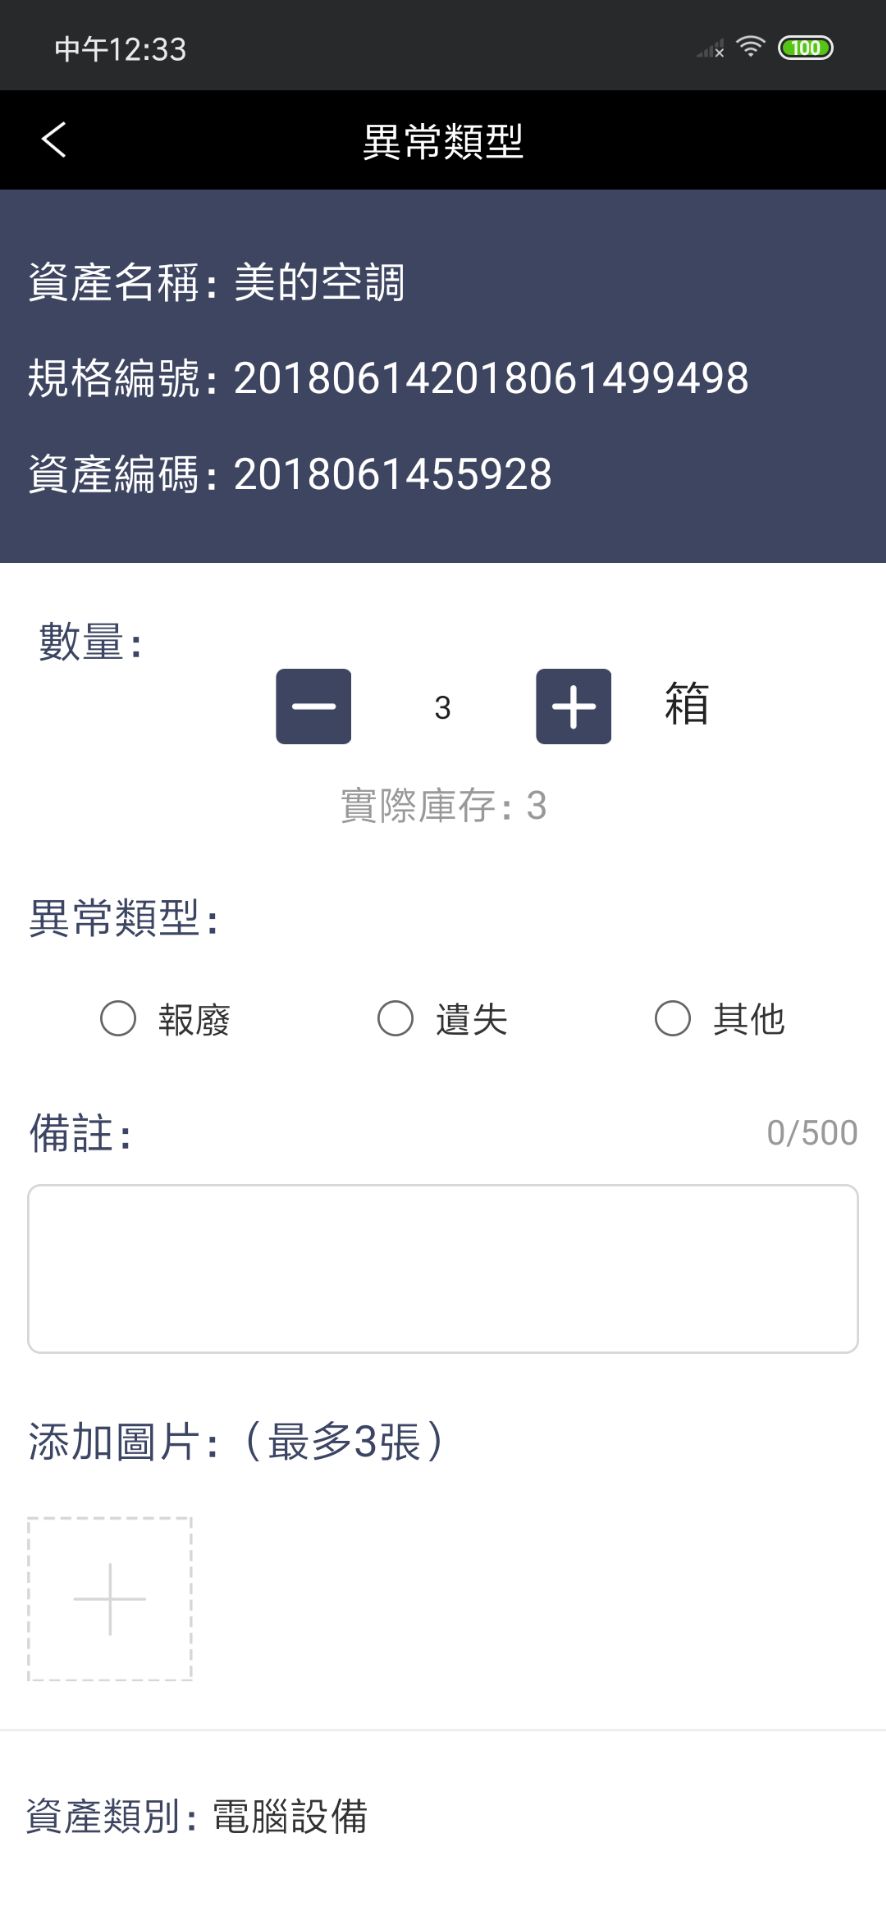 中午12:33
100
異常類型
資產名稱: 美的空調
規格編號: 201806142018061499498
資產編碼: 2018061455928
數量:
3
箱
實際庫存: 3
異常類型:
報廢 遺失 其他
備註: 0/500
添加圖片:（最多3張）
資產類別: 電腦設備